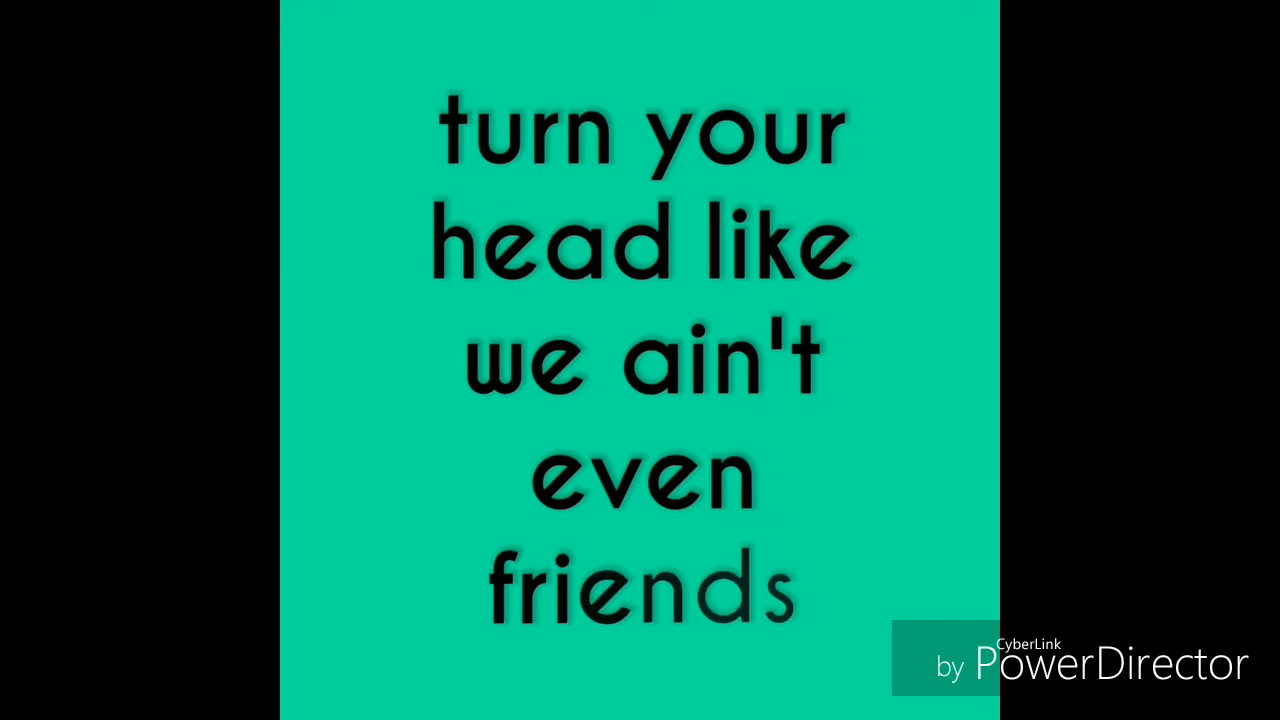 turn your
head like
we ain't
even
friends
CyberLink
by PowerDirector